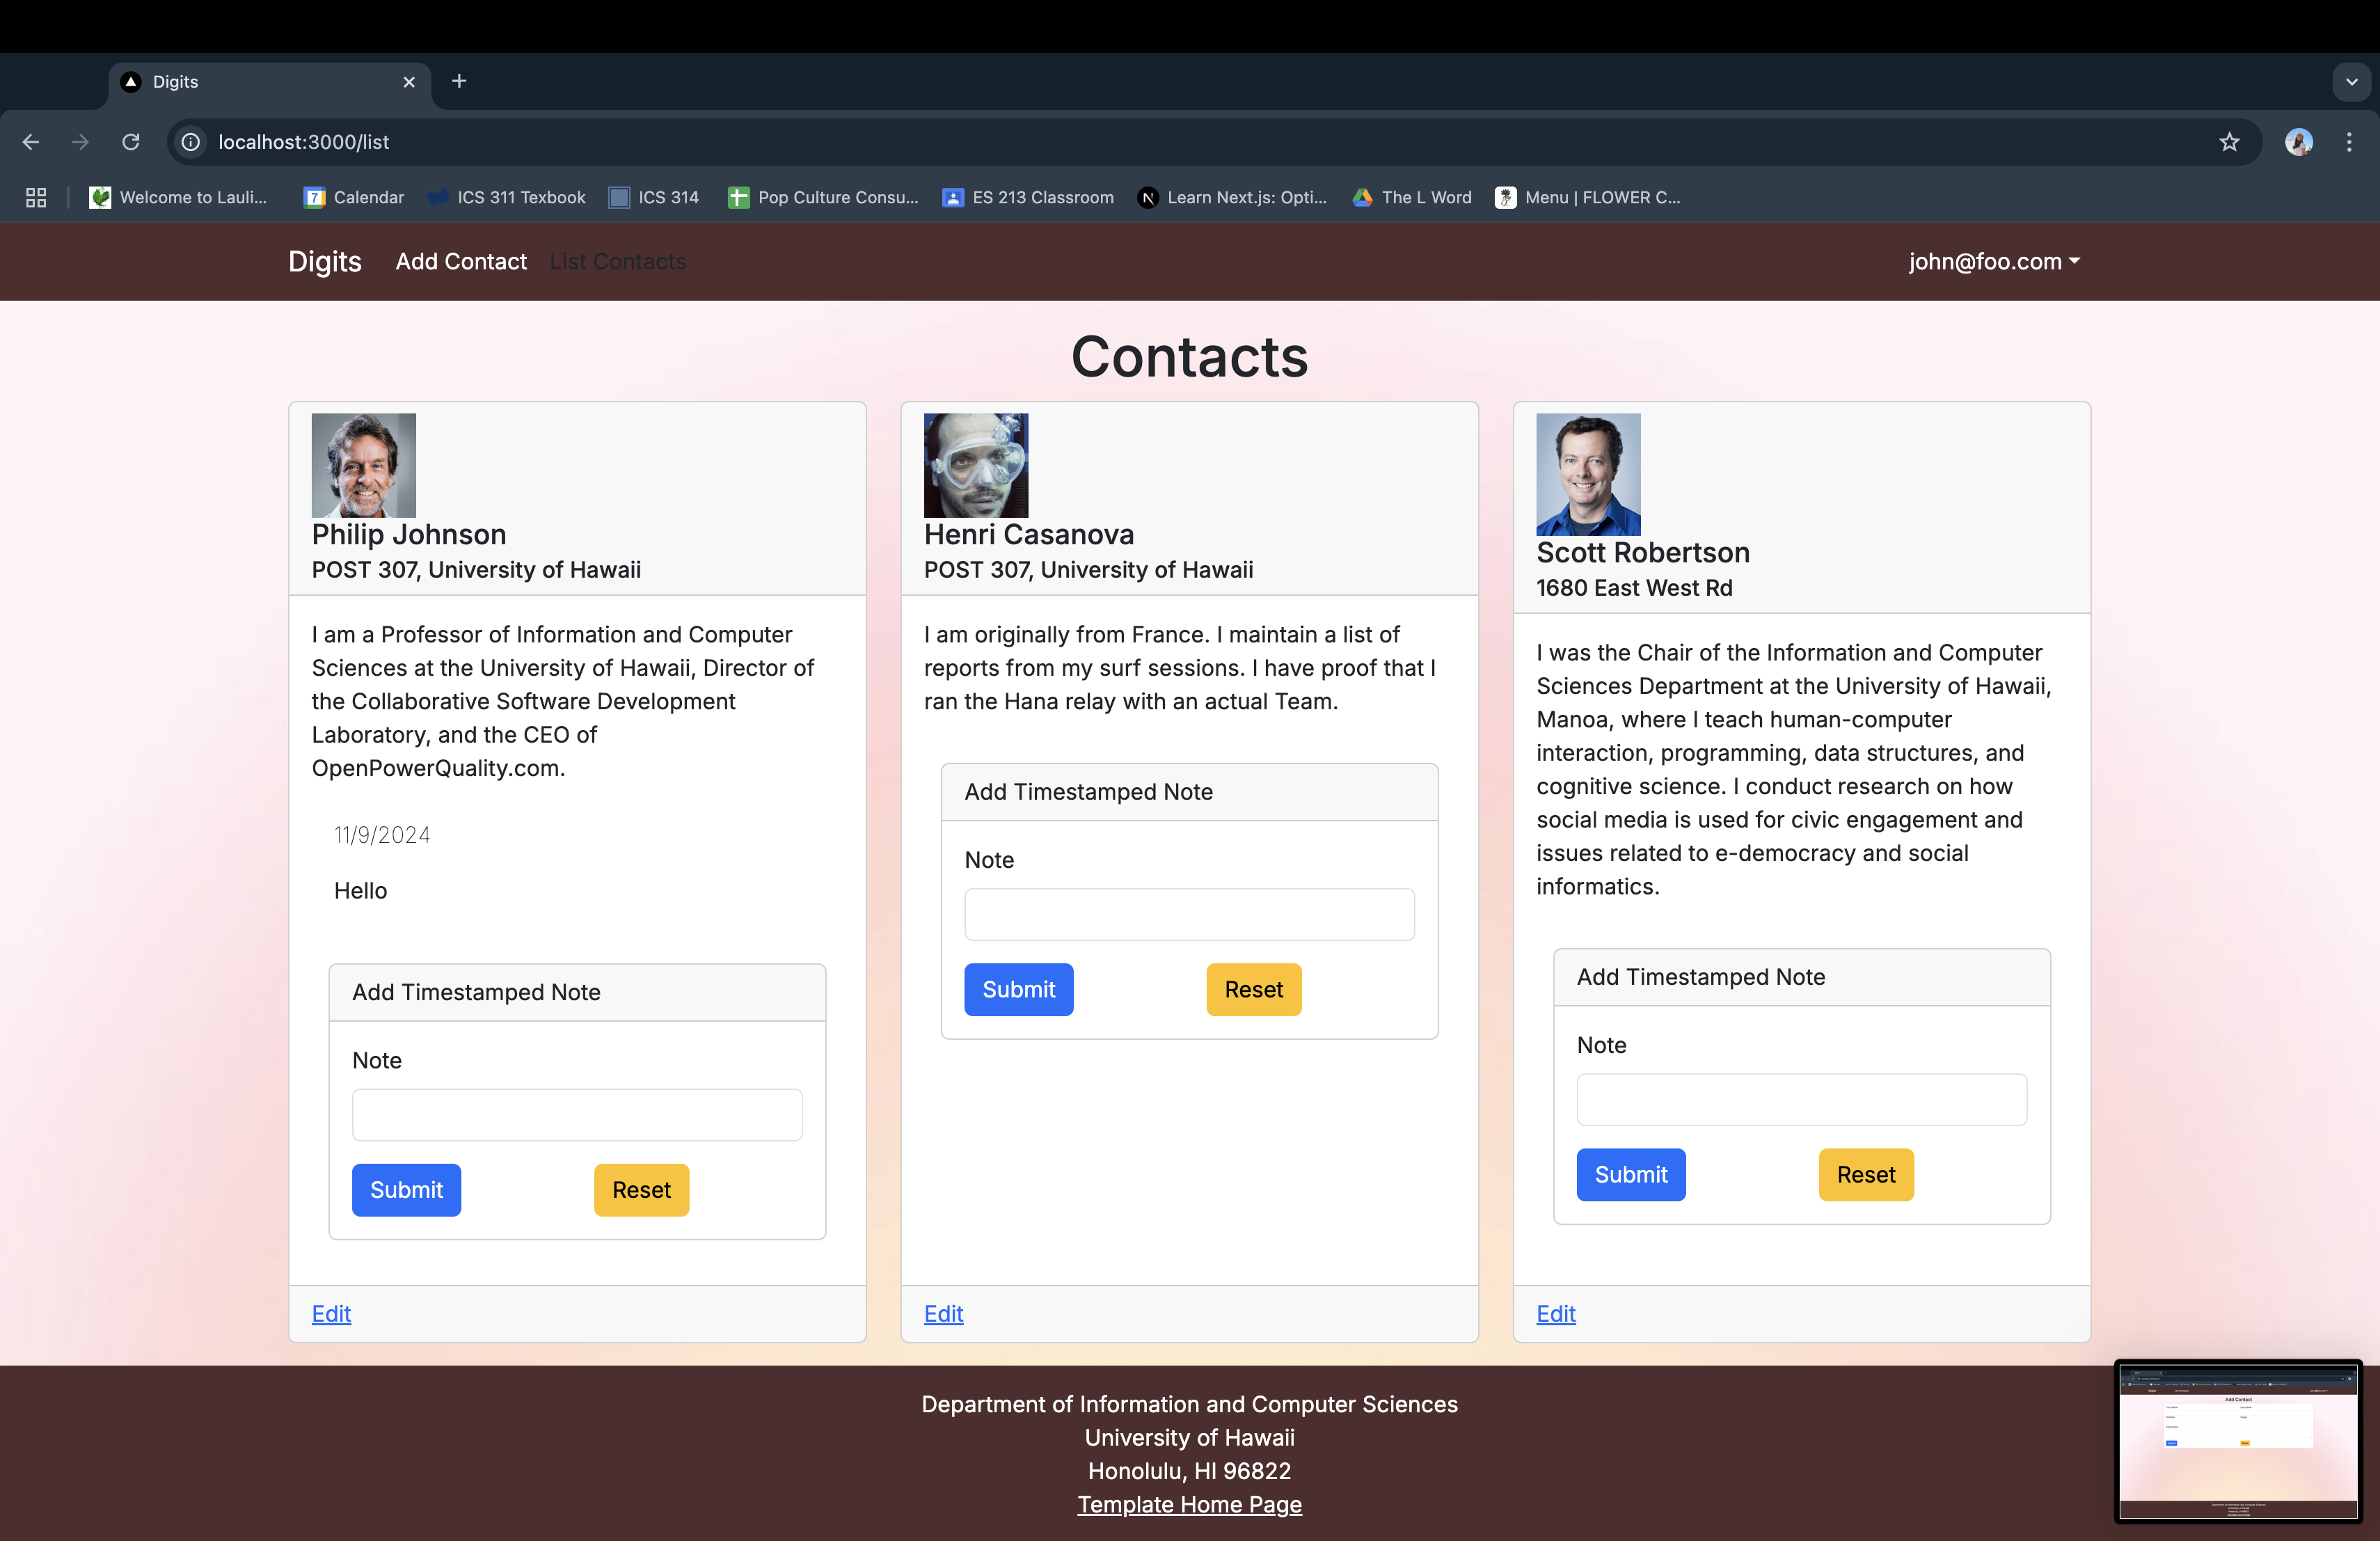 Digits
localhost:3000/list
Welcome to Lauli...
7
Calendar
ICS 311 Texbook
ICS 314
Pop Culture Consu...
ES 213 Classroom
N
Learn Next.js: Opti...
The L Word
Menu | FLOWER C...
Digits
Add Contact
List Contacts
john@foo.com
Contacts
Philip Johnson
POST 307, University of Hawaii
I am a Professor of Information and Computer
Sciences at the University of Hawaii, Director of
the Collaborative Software Development
Laboratory, and the CEO of
OpenPowerQuality.com.
11/9/2024
Hello
Add Timestamped Note
Note
Submit
Reset
Edit
Henri Casanova
POST 307, University of Hawaii
I am originally from France. I maintain a list of
reports from my surf sessions. I have proof that I
ran the Hana relay with an actual Team.
Add Timestamped Note
Note
Submit
Reset
Edit
Scott Robertson
1680 East West Rd
I was the Chair of the Information and Computer
Sciences Department at the University of Hawaii,
Manoa, where I teach human-computer
interaction, programming, data structures, and
cognitive science. I conduct research on how
social media is used for civic engagement and
issues related to e-democracy and social
informatics.
Add Timestamped Note
Note
Submit
Reset
Edit
Department of Information and Computer Sciences
University of Hawaii
Honolulu, HI 96822
Template Home Page
Add Contact